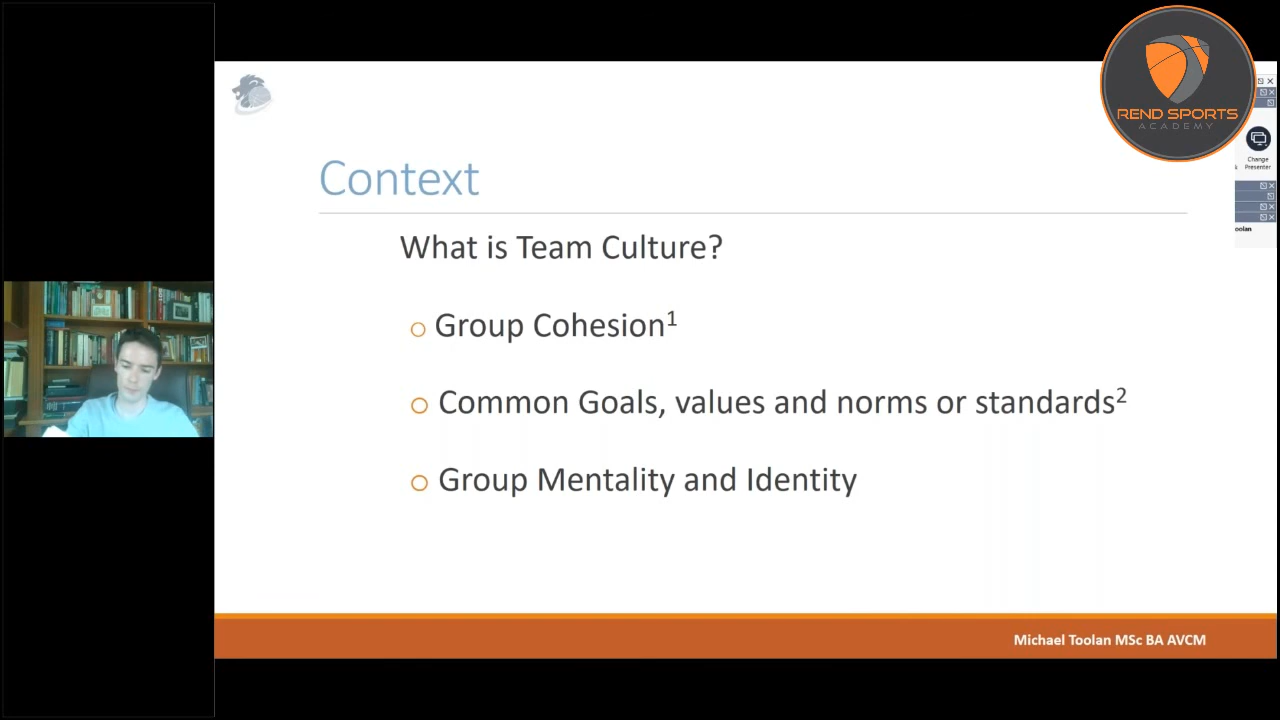 REND SPORTS
ACADEMY
Change
Presenter
Context
oolan
What is Team Culture?
Group Cohesion¹
Common Goals, values and norms or standards²
Group Mentality and Identity
Michael Toolan MSc BA AVCM